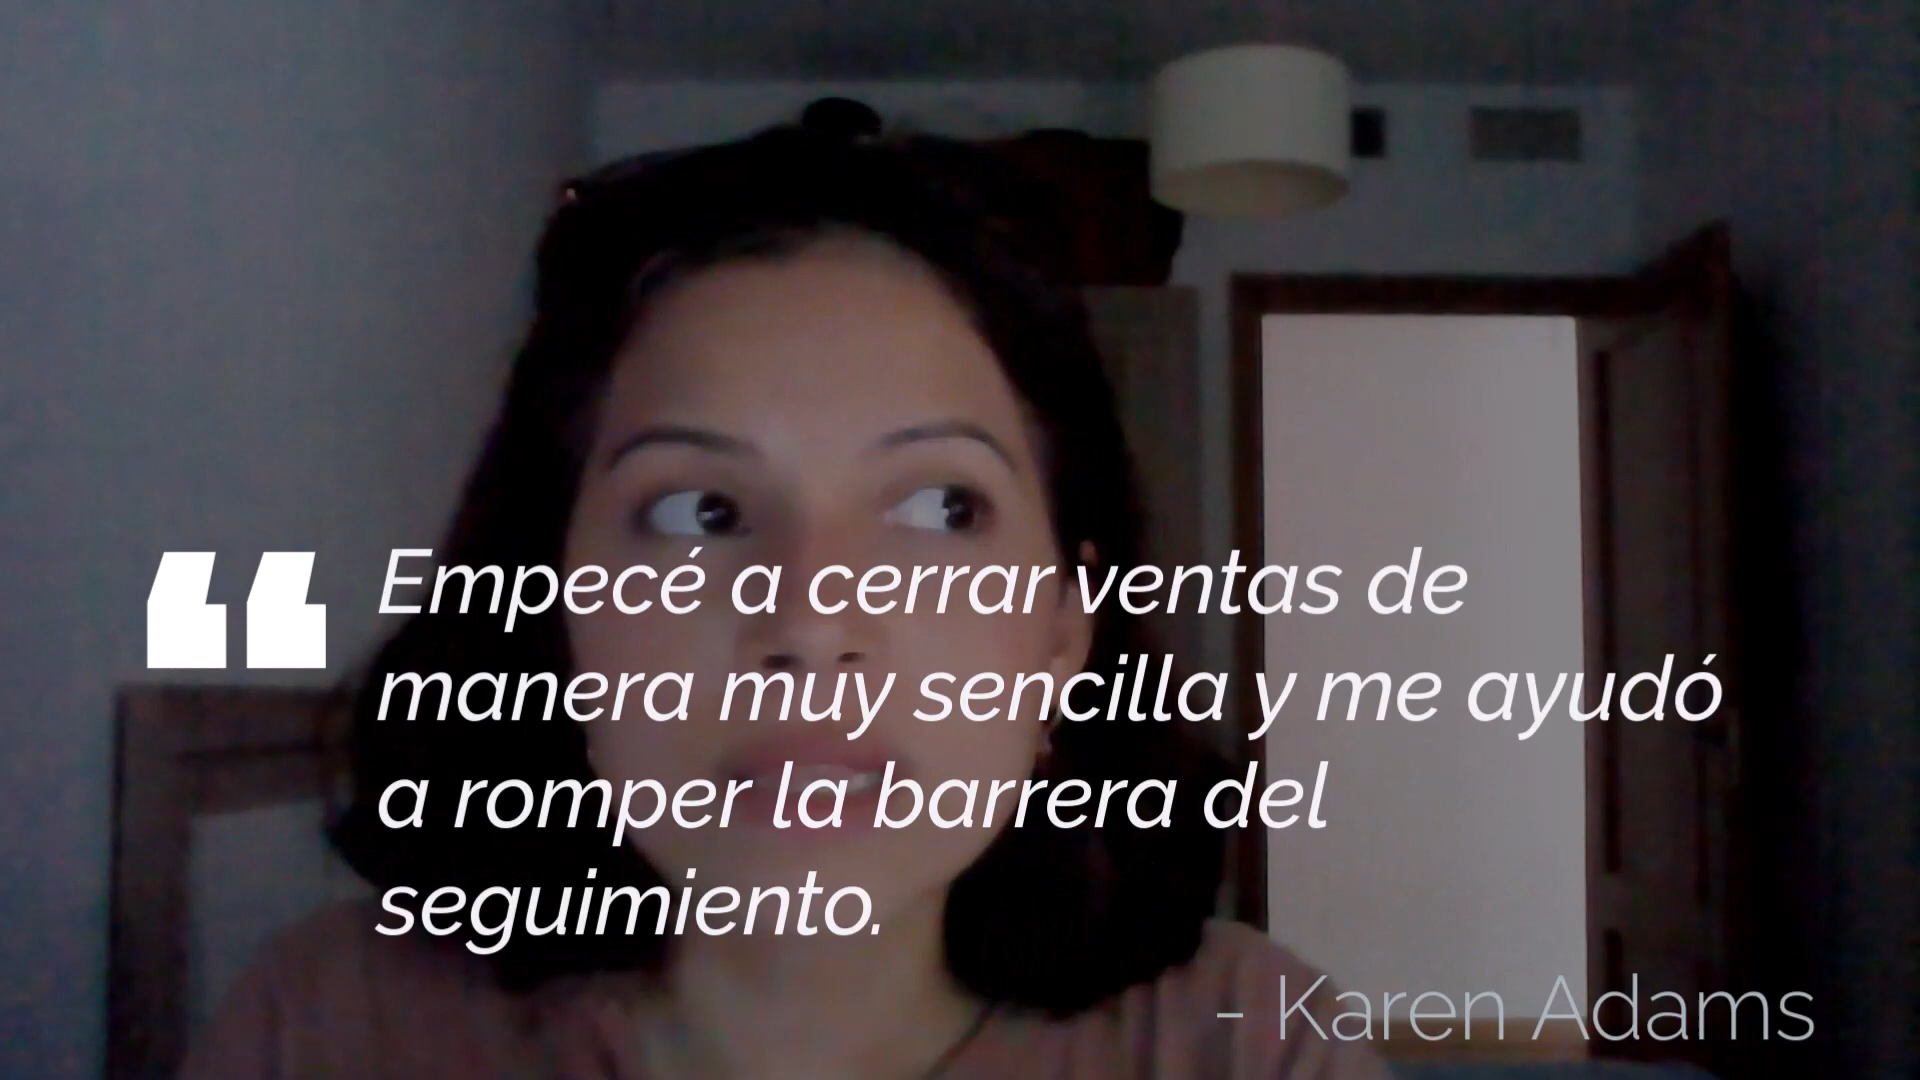 Empecé a cerrar ventas de
manera muy sencilla y me ayudó
a romper la barrera del
seguimiento.
- Karen Adams